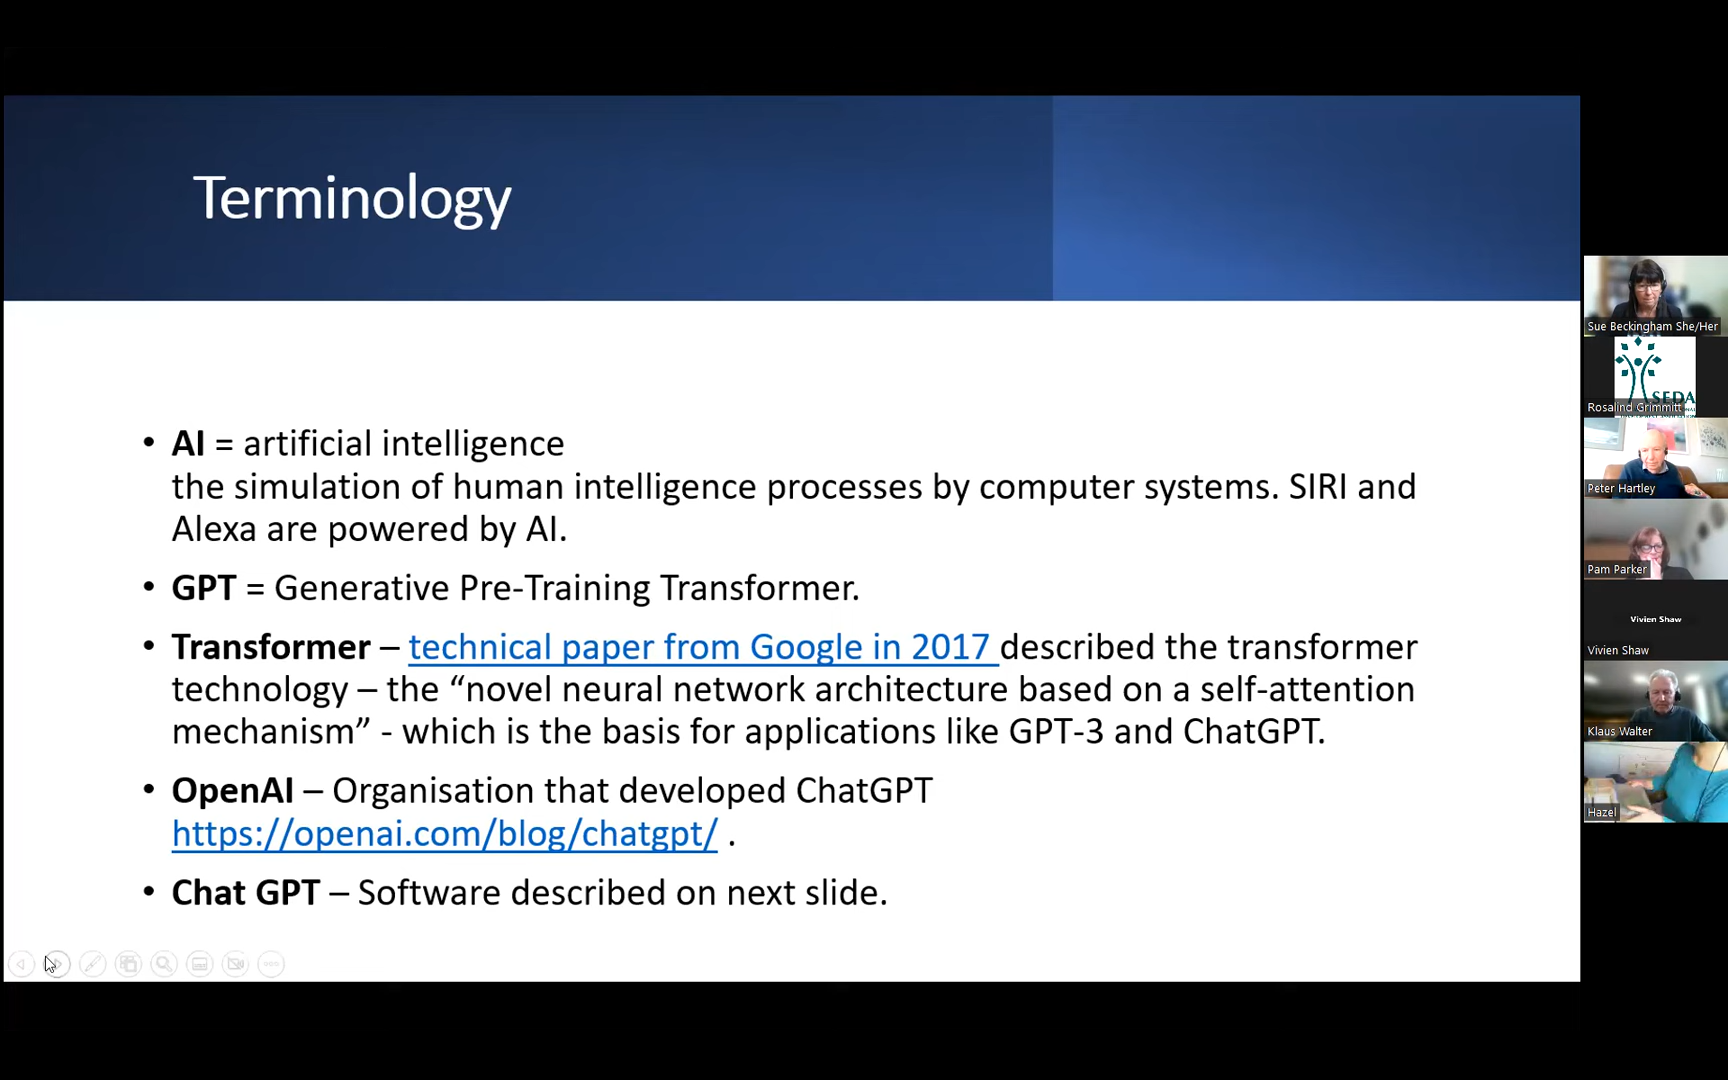 Terminology
• AI = artificial intelligence
the simulation of human intelligence processes by computer systems. SIRI and
Alexa are powered by AI.
• GPT = Generative Pre-Training Transformer.
• Transformer – technical paper from Google in 2017 described the transformer
technology – the “novel neural network architecture based on a self-attention
mechanism” - which is the basis for applications like GPT-3 and ChatGPT.
• OpenAI – Organisation that developed ChatGPT
https://openai.com/blog/chatgpt/ .
• Chat GPT – Software described on next slide.
Sue Beckingham She/Her
SEDA
Rosalind Grimmitt
Peter Hartley
Pam Parker
Vivien Shaw
Vivien Shaw
Klaus Walter
Hazel